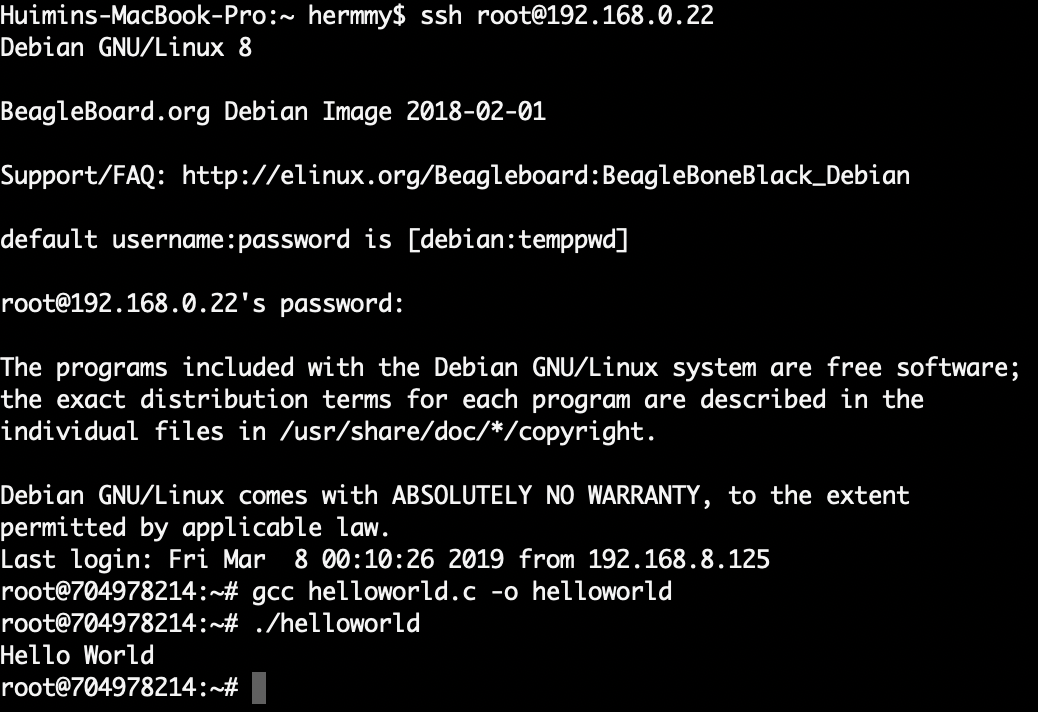 Huimins-MacBook-Pro:~ hermmy$ ssh root@192.168.0.22
Debian GNU/Linux 8
BeagleBoard.org Debian Image 2018-02-01
Support/FAQ: http://elinux.org/Beagleboard:BeagleBoneBlack_Debian
default username:password is [debian:temppwd]
root@192.168.0.22's password:
The programs included with the Debian GNU/Linux system are free software;
the exact distribution terms for each program are described in the
individual files in /usr/share/doc/*/copyright.
Debian GNU/Linux comes with ABSOLUTELY NO WARRANTY, to the extent
permitted by applicable law.
Last login: Fri Mar  8 00:10:26 2019 from 192.168.8.125
root@704978214:~# gcc helloworld.c -o helloworld
root@704978214:~# ./helloworld
Hello World
root@704978214:~#